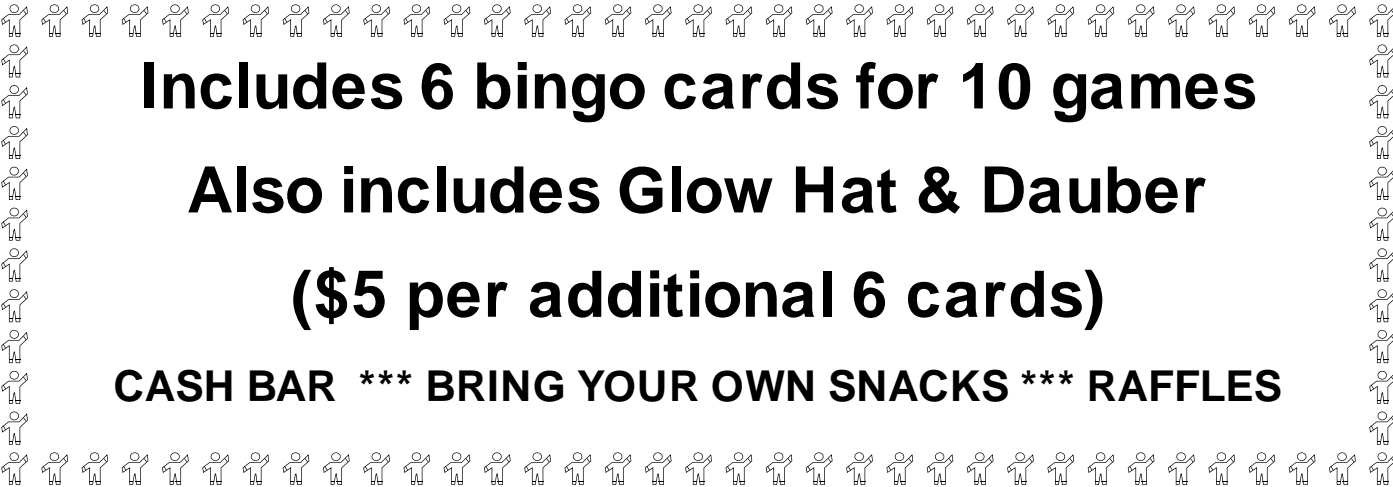 Includes 6 bingo cards for 10 games
Also includes Glow Hat & Dauber
($5 per additional 6 cards)
CASH BAR *** BRING YOUR OWN SNACKS *** RAFFLES